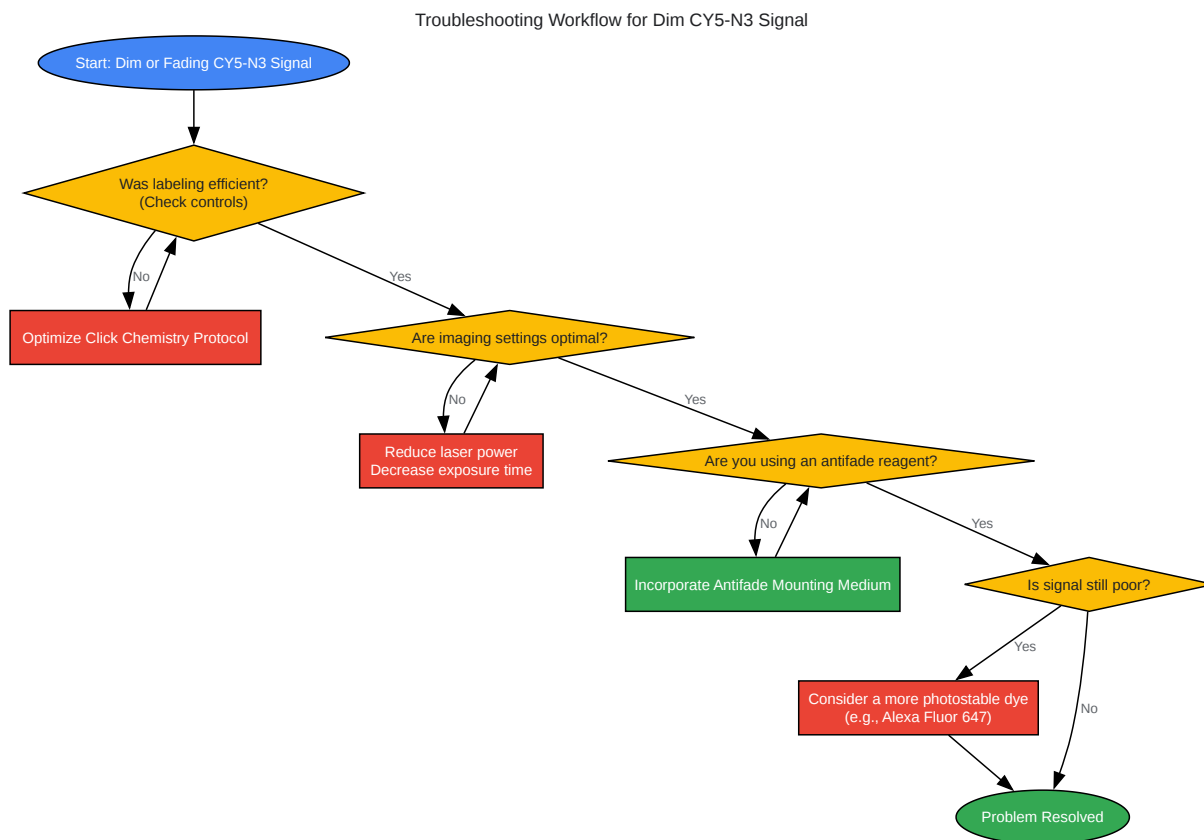 Troubleshooting Workflow for Dim CY5-N3 Signal
Start: Dim or Fading CY5-N3 Signal
Was labeling efficient?
(Check controls)
No
Yes
Optimize Click Chemistry Protocol
Are imaging settings optimal?
No
Yes
Reduce laser power
Decrease exposure time
Are you using an antifade reagent?
No
Yes
Incorporate Antifade Mounting Medium
Is signal still poor?
Yes
No
Consider a more photostable dye
(e.g., Alexa Fluor 647)
Problem Resolved